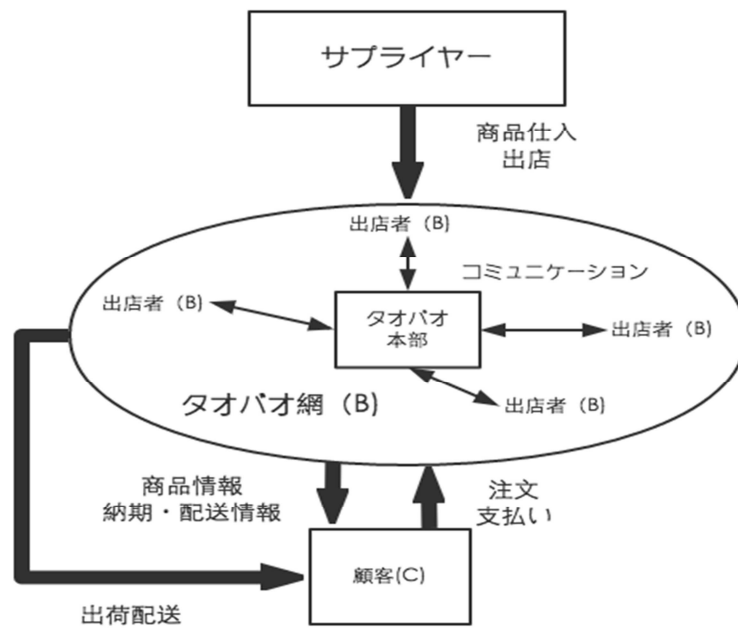 サプライヤー
商品仕入
出店
出店者（B）
コミュニケーション
出店者（B）
タオバオ
本部
出店者（B）
タオバオ網（B）
出店者（B）
商品情報
納期・配送情報
注文
支払い
顧客(C)
出荷配送